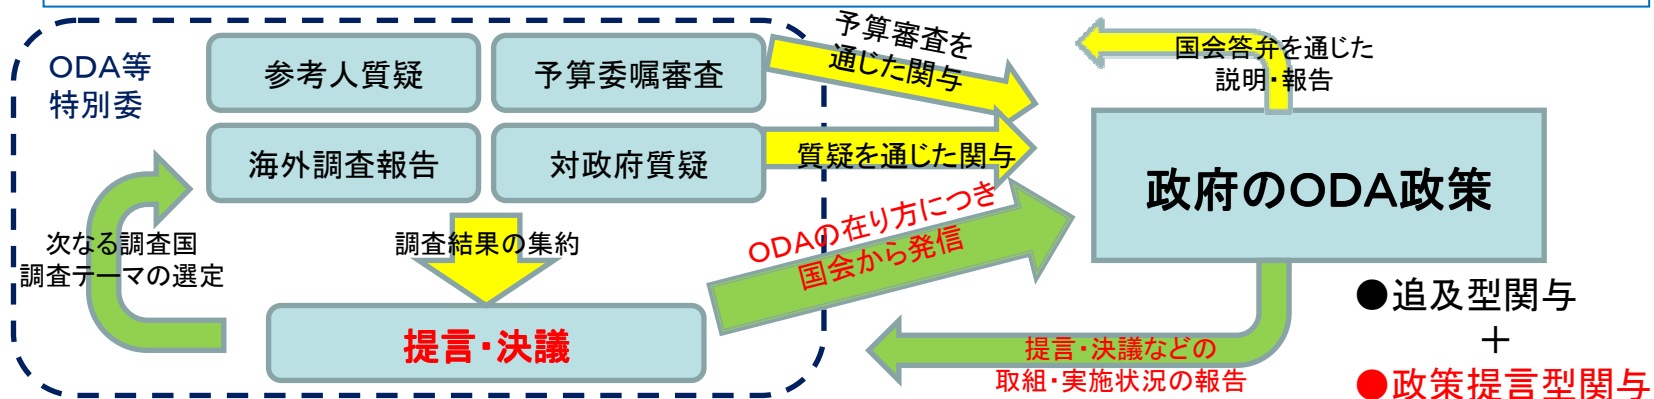 ODA等
特別委
参考人質疑
予算委嘱審査
海外調査報告
対政府質疑
予算審査を
通じた関与
質疑を通じた関与
国会答弁を通じた
説明・報告
政府のODA政策
次なる調査国
調査テーマの選定
調査結果の集約
ODAの在り方につき
国会から発信
提言・決議
提言・決議などの
取組・実施状況の報告
●追及型関与
＋
●政策提言型関与